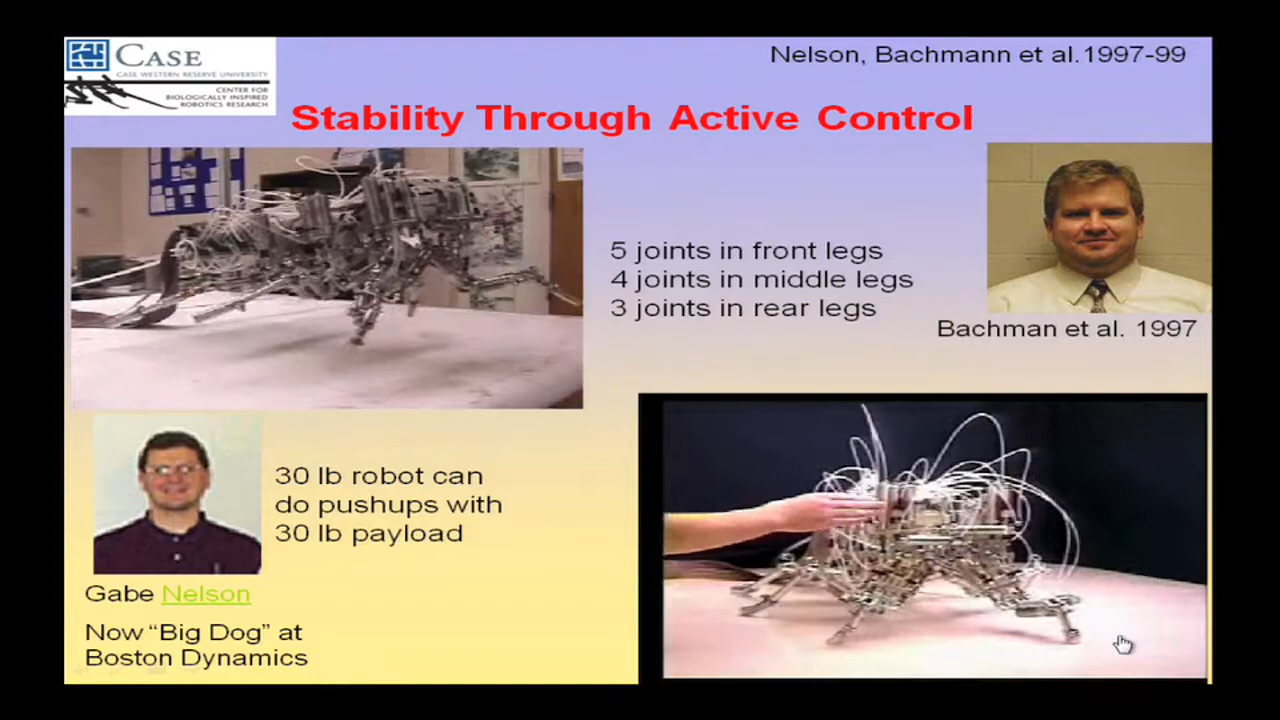 CASE
CASE WESTERN RESERVE UNIVERSITY
CENTER FOR
BIOLOGICALLY INSPIRED
ROBOTICS RESEARCH
Nelson, Bachmann et al.1997-99
Stability Through Active Control
5 joints in front legs
4 joints in middle legs
3 joints in rear legs
Bachman et al. 1997
30 lb robot can
do pushups with
30 lb payload
Gabe Nelson
Now “Big Dog” at
Boston Dynamics